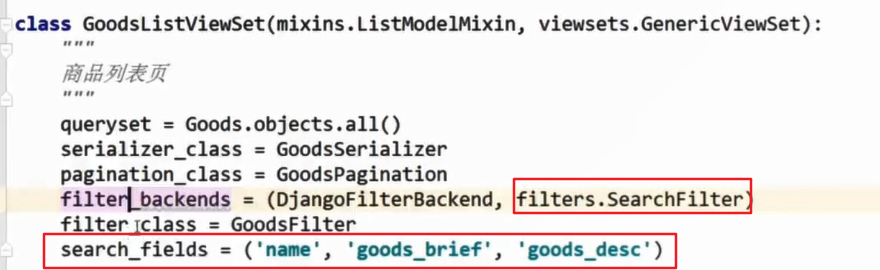 class GoodsListViewSet(mixins.ListModelMixin, viewsets.GenericViewSet):
"""
商品列表页
"""
queryset = Goods.objects.all()
serializer_class = GoodsSerializer
pagination_class = GoodsPagination
filter_backends = (DjangoFilterBackend, filters.SearchFilter)
filter_class = GoodsFilter
search_fields = ('name', 'goods_brief', 'goods_desc')